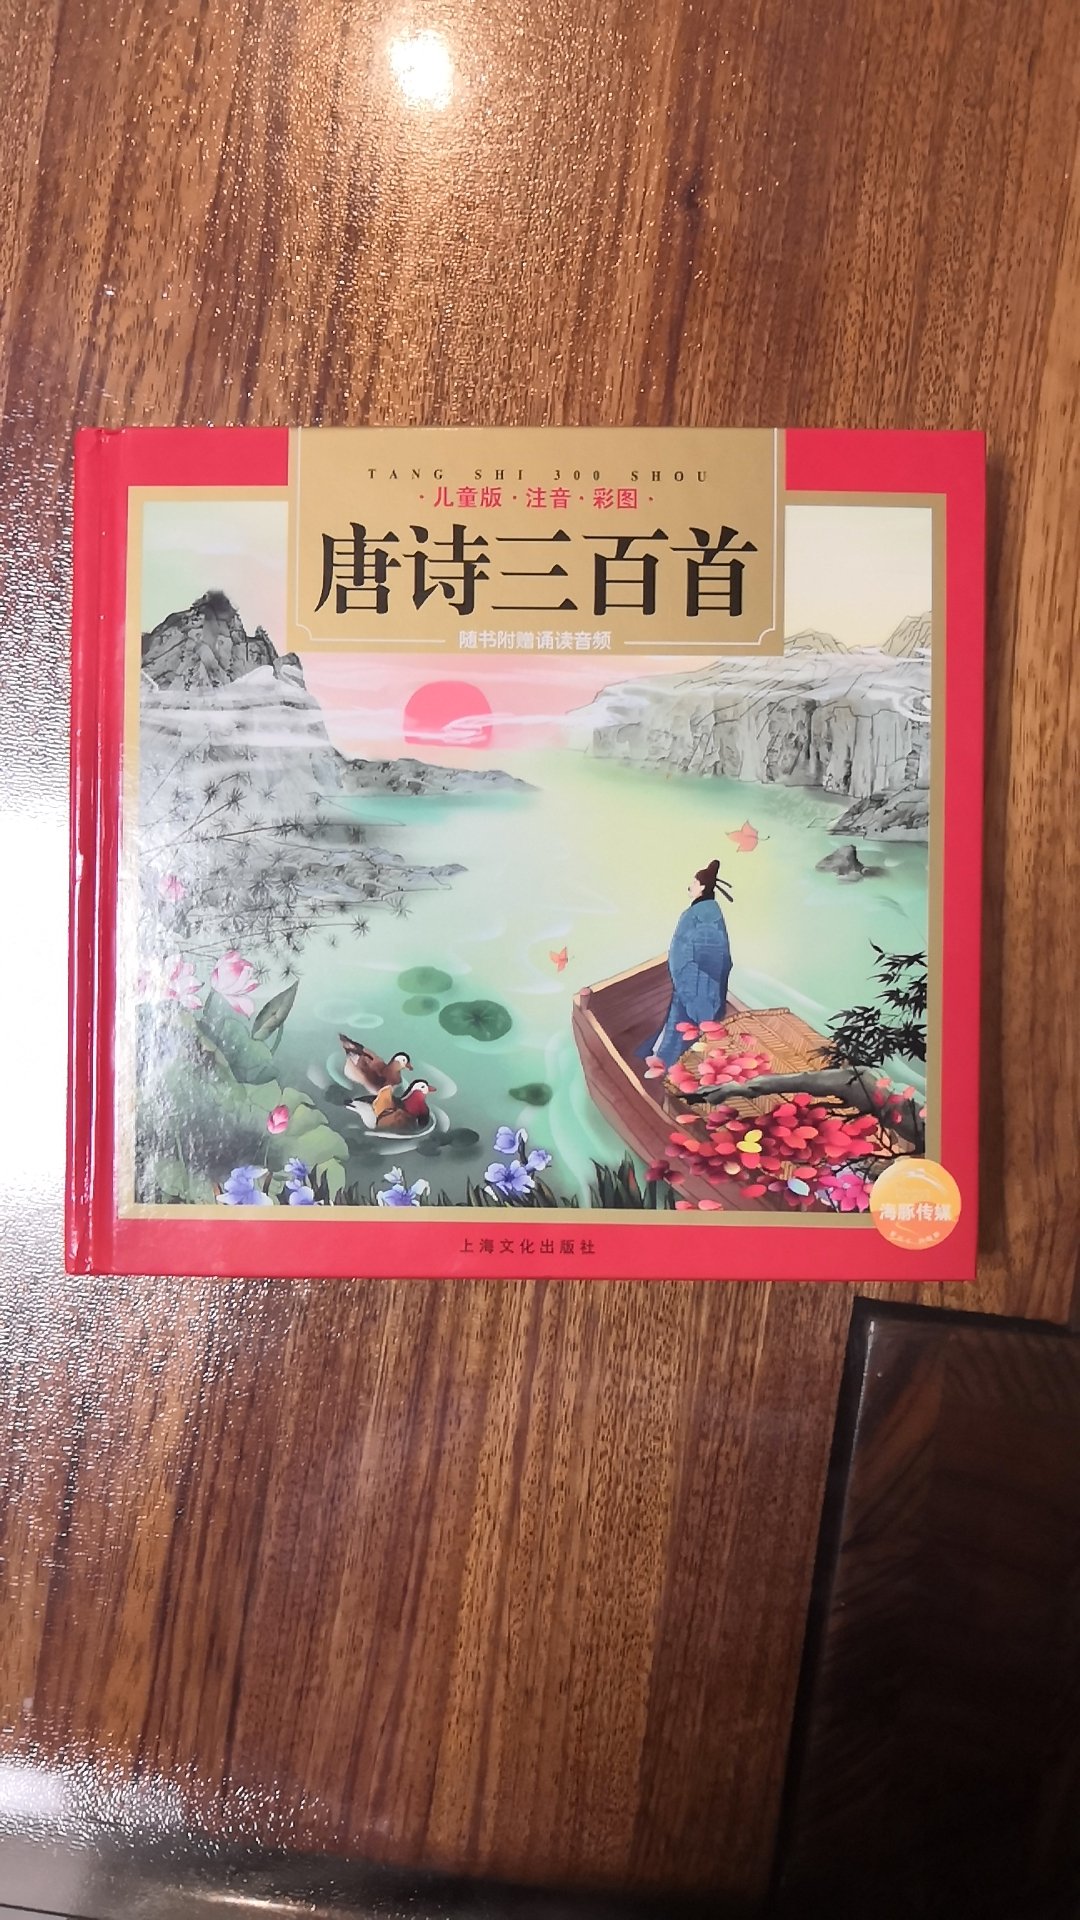 TANG SHI 300 SHOU
·儿童版·注音·彩图·
唐诗三百首
随书附赠诵读音频
海豚传媒
上海文化出版社